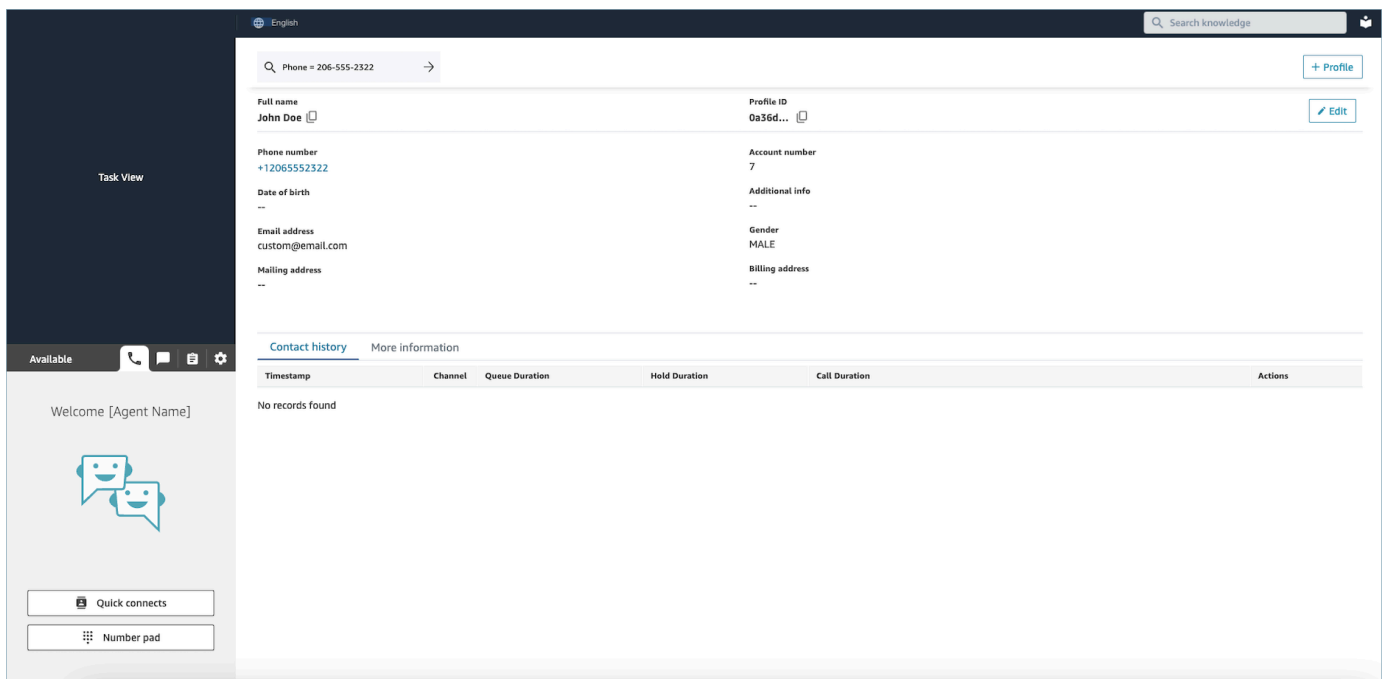 English
Search knowledge
Phone = 206-555-2322
+ Profile
Full name
John Doe
Profile ID
0a36d...
Edit
Phone number
+12065552322
Account number
7
Date of birth
--
Additional info
--
Email address
custom@email.com
Gender
MALE
Mailing address
--
Billing address
--
Task View
Contact history
More information
Available
Timestamp
Channel
Queue Duration
Hold Duration
Call Duration
Actions
No records found
Welcome [Agent Name]
Quick connects
Number pad